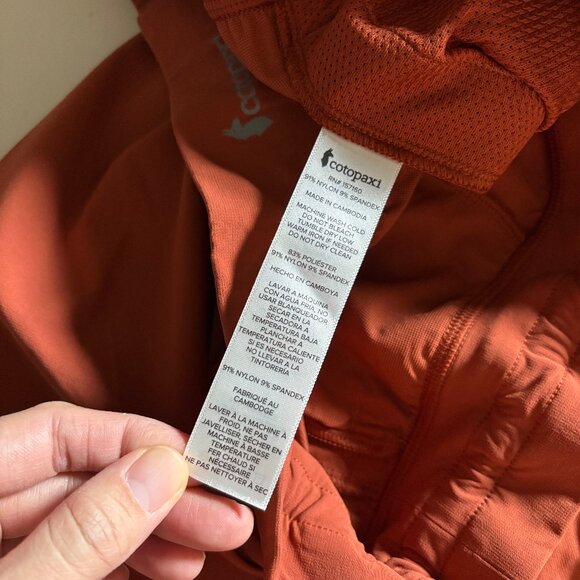 cotopaxi
cotopaxi
RN# 157160
91% NYLON 9% SPANDEX
MADE IN CAMBODIA
MACHINE WASH COLD
DO NOT BLEACH
TUMBLE DRY LOW
WARM IRON IF NEEDED
DO NOT DRY CLEAN
83% POLIÉSTER
91% NYLON 9% SPANDEX
HECHO EN CAMBOYA
LAVAR A MÁQUINA
CON AGUA FRIA, NO
USAR BLANQUEADOR
SECAR EN LA
SECADORA A
TEMPERATURA BAJA
PLANCHAR A
TEMPERATURA CALIENTE
SI ES NECESARIO
NO LLEVAR A LA
TINTORERÍA
91% NYLON 9% SPANDEX
FABRIQUÉ AU
CAMBODGE
LAVER À LA MACHINE À
FROID, NE PAS
JAVELLISER, SÉCHER EN
MACHINE À BASSE
TEMPÉRATURE
FER CHAUD SI
NÉCESSAIRE
NE PAS NETTOYER À SEC